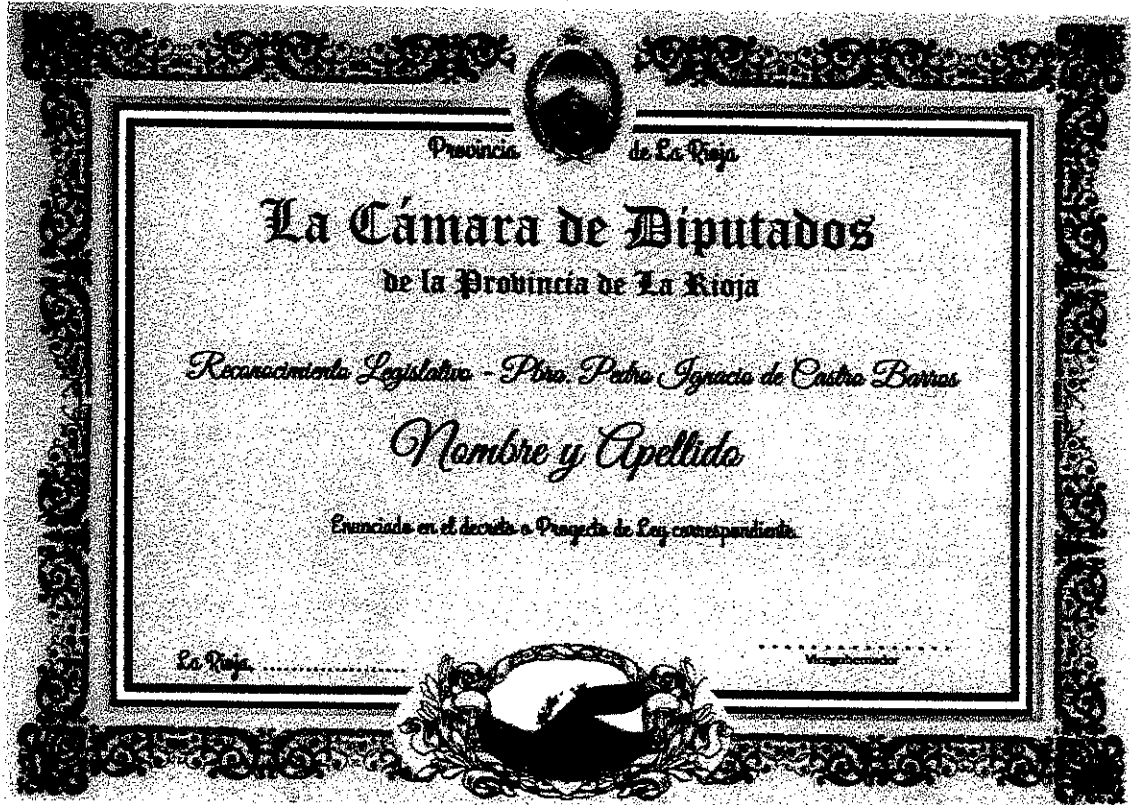 Provincia de La Rioja
La Cámara de Diputados
de la Provincia de La Rioja
Reconocimiento Legislativo - Pbro. Pedro Ignacio de Castro Barros
Nombre y Apellido
Enunciado en el decreto o Proyecto de Ley correspondiente.
La Rioja, ........................
Vicegobernador